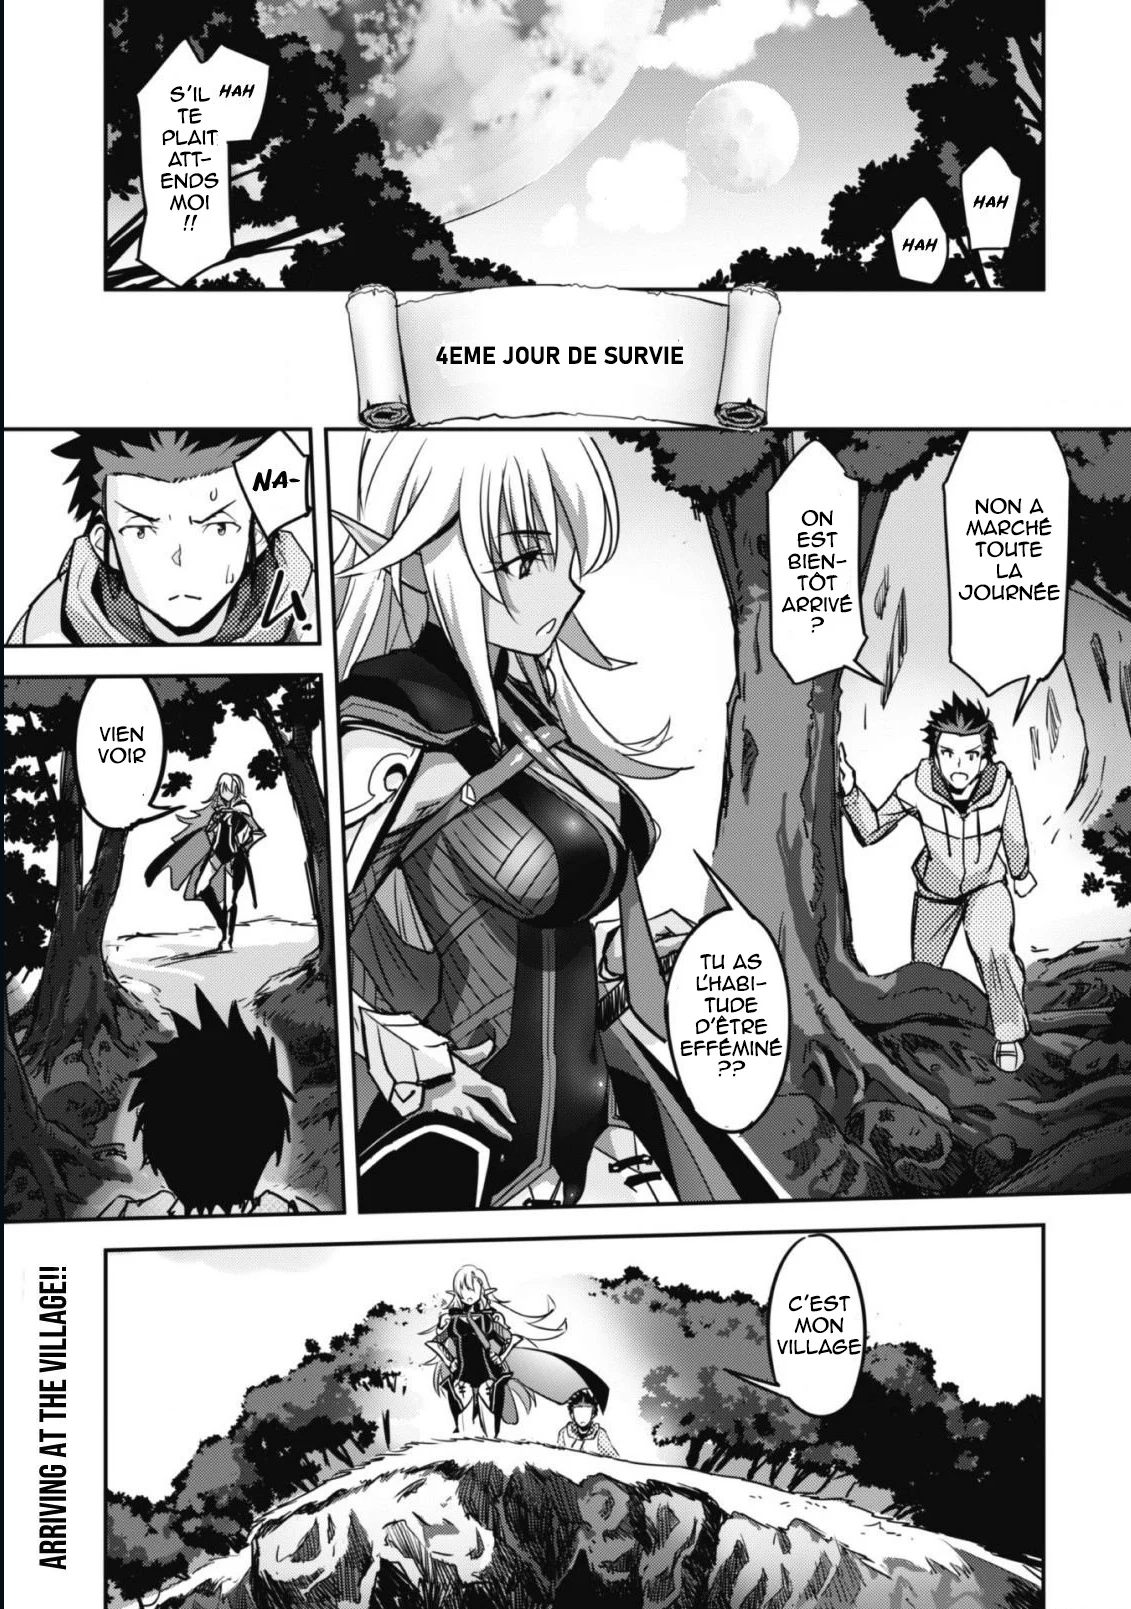 HAH
HAH
S'IL
TE
PLAIT
ATT-
ENDS
MOI
!!
HAH
4EME JOUR DE SURVIE
NON A
MARCHÉ
TOUTE
LA
JOURNÉE
ON
EST
BIEN-
TÔT
ARRIVÉ
?
TU AS
L'HABI-
TUDE
D'ÊTRE
EFFÉMINÉ
??
NA-
VIEN
VOIR
C'EST
MON
VILLAGE
ARRIVING AT THE VILLAGE!!